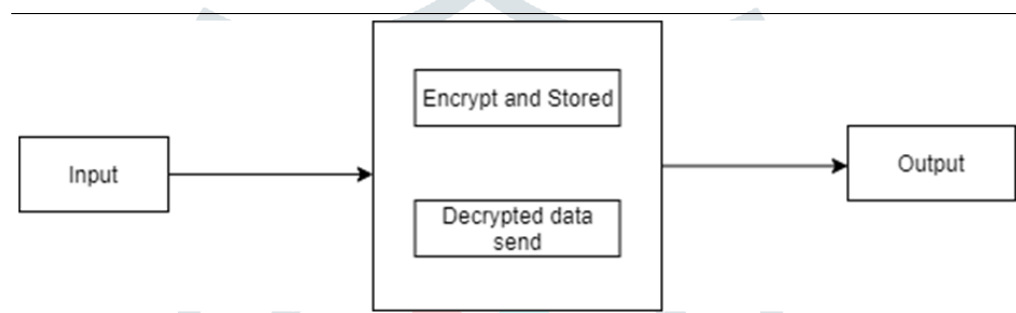 Encrypt and Stored
Input
Output
Decrypted data
send